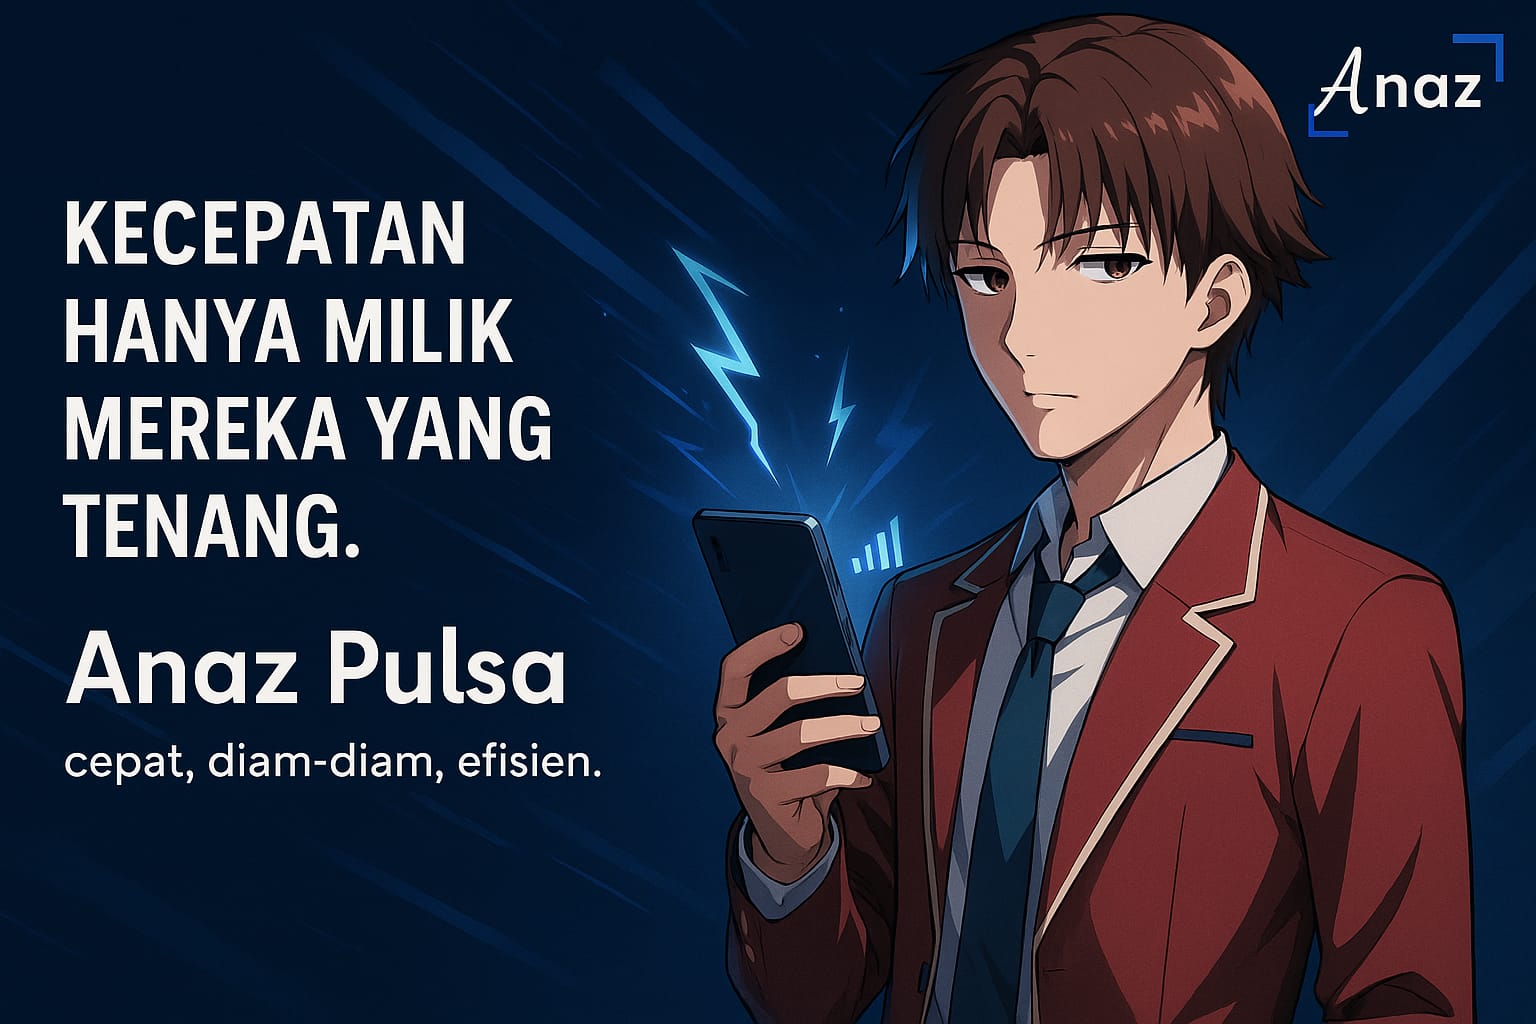 Anaz
KECEPATAN
HANYA MILIK
MEREKA YANG
TENANG.
Anaz Pulsa
cepat, diam-diam, efisien.